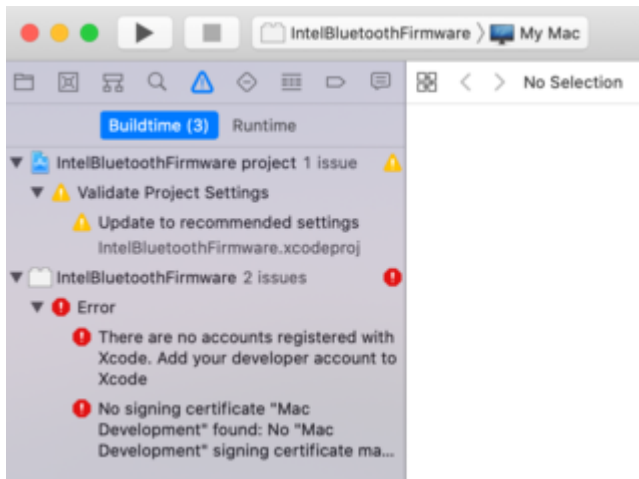 IntelBluetoothFirmware 〉 My Mac
No Selection
Buildtime (3) Runtime
IntelBluetoothFirmware project 1 issue
Validate Project Settings
Update to recommended settings
IntelBluetoothFirmware.xcodeproj
IntelBluetoothFirmware 2 issues
Error
There are no accounts registered with
Xcode. Add your developer account to
Xcode
No signing certificate "Mac
Development" found: No "Mac
Development" signing certificate ma...